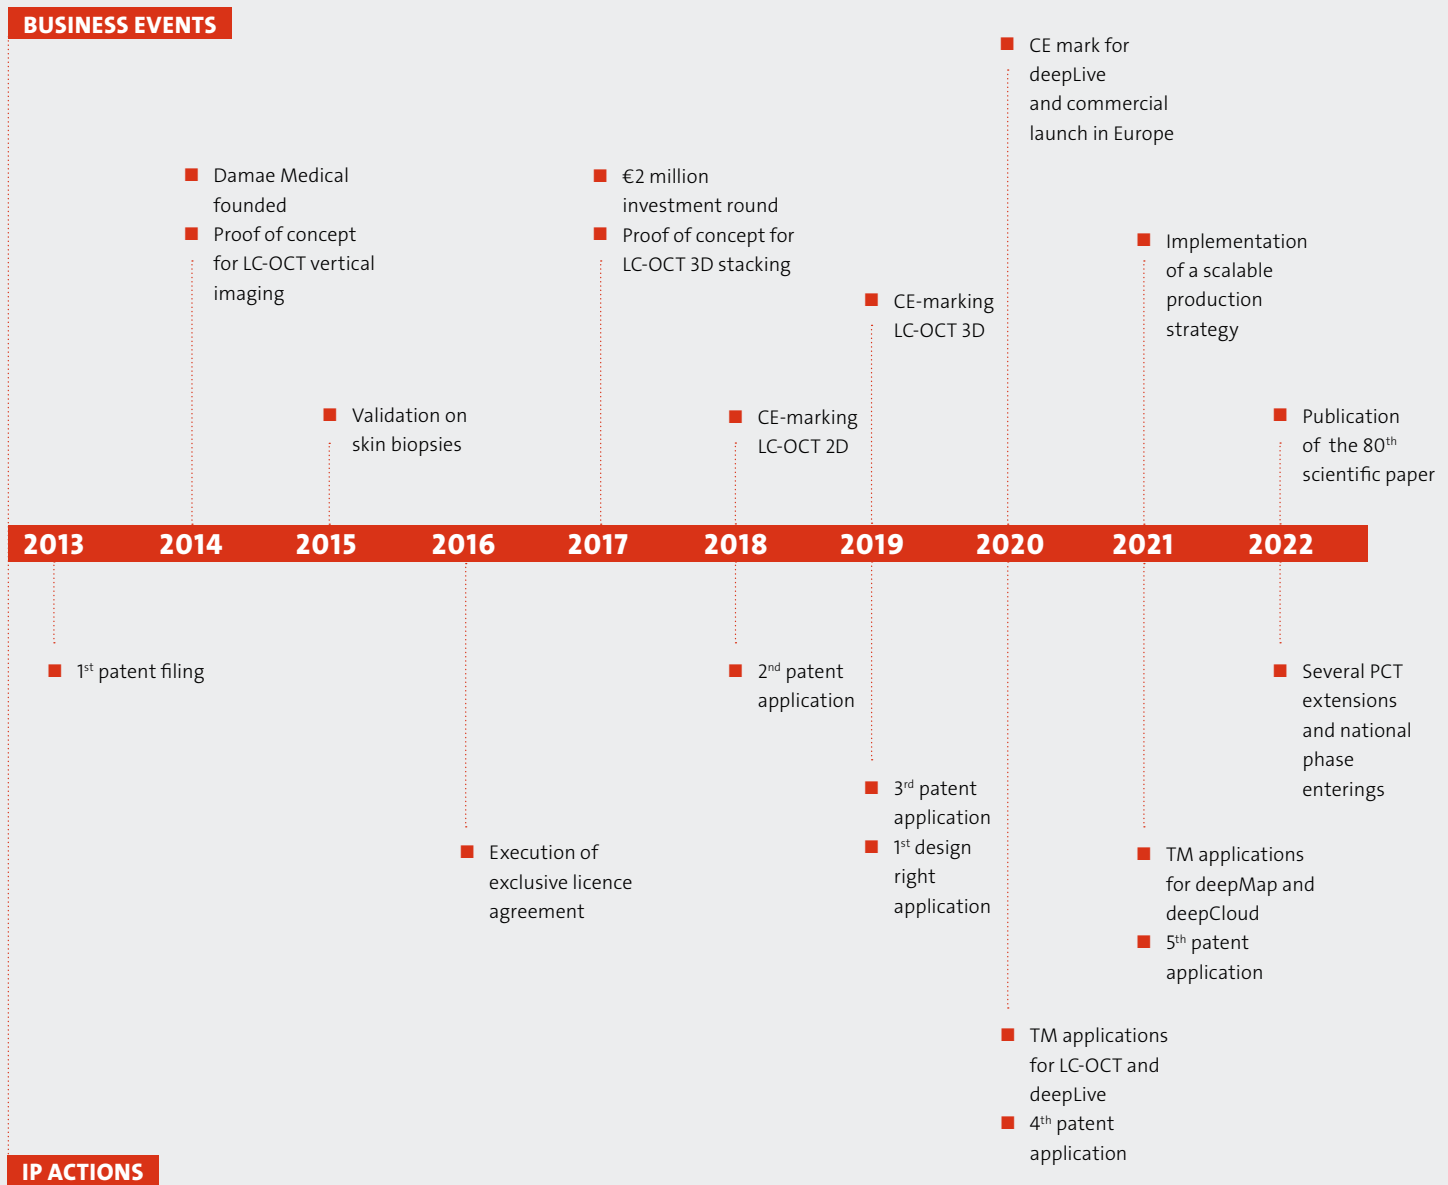 BUSINESS EVENTS
CE mark for
deepLive
and commercial
launch in Europe
Damae Medical
founded
Proof of concept
for LC-OCT vertical
imaging
€2 million
investment round
Proof of concept for
LC-OCT 3D stacking
Implementation
of a scalable
production
strategy
CE-marking
LC-OCT 3D
Validation on
skin biopsies
CE-marking
LC-OCT 2D
Publication
of the 80th
scientific paper
2013 2014 2015 2016 2017 2018 2019 2020 2021 2022
1st patent filing
2nd patent
application
Several PCT
extensions
and national
phase
enterings
3rd patent
application
1st design
right
application
Execution of
exclusive licence
agreement
TM applications
for deepMap and
deepCloud
5th patent
application
TM applications
for LC-OCT and
deepLive
4th patent
application
IP ACTIONS